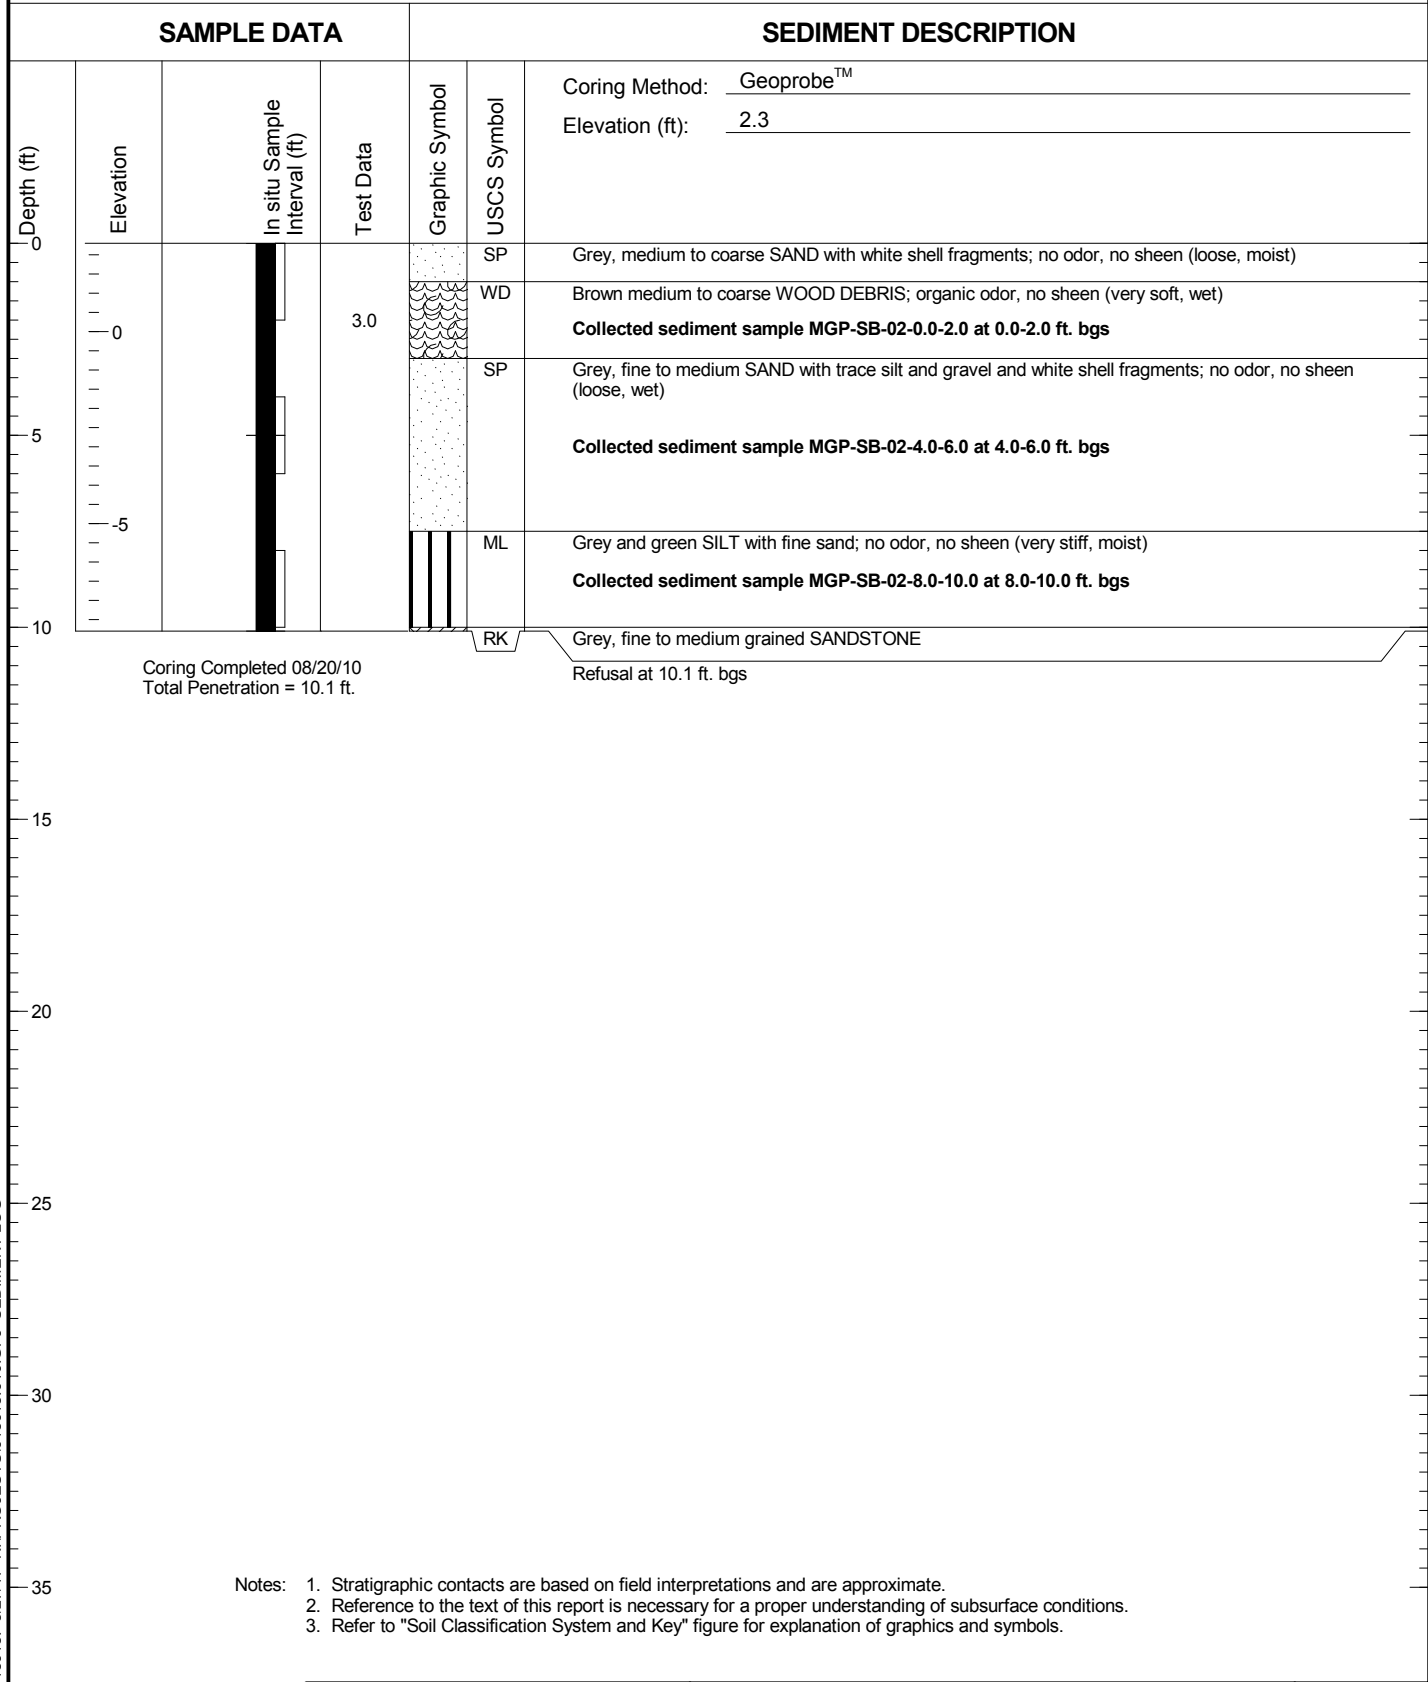 SAMPLE DATA
SEDIMENT DESCRIPTION
Depth (ft)
Elevation
In situ Sample
Interval (ft)
Test Data
Graphic Symbol
USCS Symbol
Coring Method: Geoprobe™
Elevation (ft): 2.3
0
SP Grey, medium to coarse SAND with white shell fragments; no odor, no sheen (loose, moist)
WD Brown medium to coarse WOOD DEBRIS; organic odor, no sheen (very soft, wet)
0 3.0 Collected sediment sample MGP-SB-02-0.0-2.0 at 0.0-2.0 ft. bgs
SP Grey, fine to medium SAND with trace silt and gravel and white shell fragments; no odor, no sheen
(loose, wet)
5 Collected sediment sample MGP-SB-02-4.0-6.0 at 4.0-6.0 ft. bgs
-5
ML Grey and green SILT with fine sand; no odor, no sheen (very stiff, moist)
Collected sediment sample MGP-SB-02-8.0-10.0 at 8.0-10.0 ft. bgs
10
RK Grey, fine to medium grained SANDSTONE
Coring Completed 08/20/10
Total Penetration = 10.1 ft.
Refusal at 10.1 ft. bgs
15
20
25
30
35
Notes: 1. Stratigraphic contacts are based on field interpretations and are approximate.
2. Reference to the text of this report is necessary for a proper understanding of subsurface conditions.
3. Refer to "Soil Classification System and Key" figure for explanation of graphics and symbols.